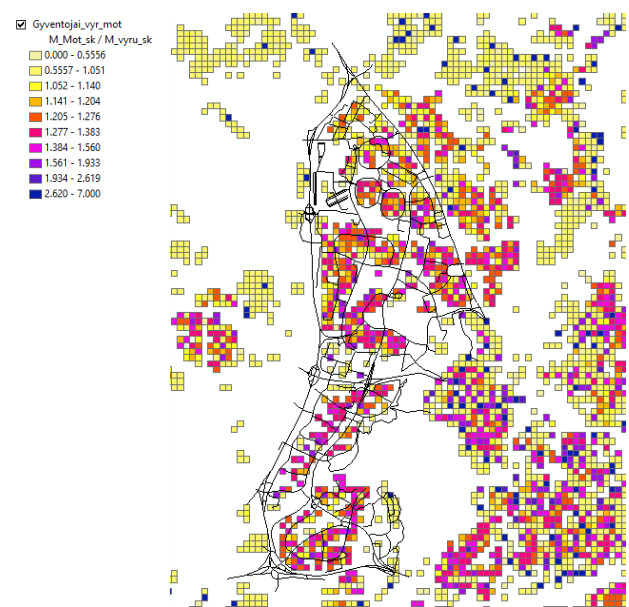 Gyventojai_vyr_mot
M_Mot_sk / M_vyru_sk
0.000 - 0.5556
0.5557 - 1.051
1.052 - 1.140
1.141 - 1.204
1.205 - 1.276
1.277 - 1.383
1.384 - 1.560
1.561 - 1.933
1.934 - 2.619
2.620 - 7.000